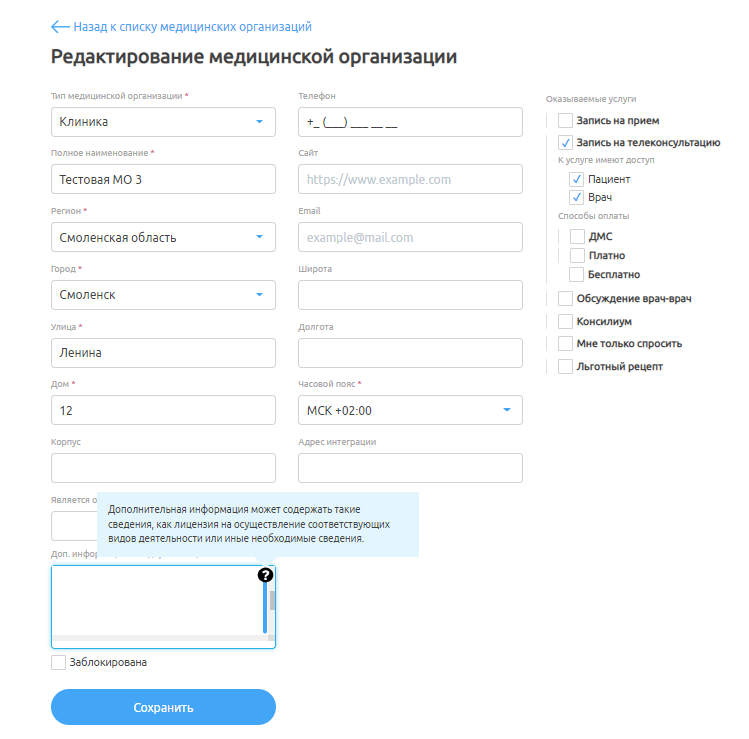 Назад к списку медицинских организаций
Редактирование медицинской организации
Тип медицинской организации *
Клиника
Полное наименование *
Тестовая МО 3
Регион *
Смоленская область
Город *
Смоленск
Улица *
Ленина
Дом *
12
Корпус
Является о
Дополнительная информация может содержать такие
сведения, как лицензия на осуществление соответствующих
видов деятельности или иные необходимые сведения.
Доп.
?
Заблокирована
Сохранить
Телефон
+_ (___) ___ __ __
Сайт
https://www.example.com
Email
example@mail.com
Широта
Долгота
Часовой пояс *
МСК +02:00
Адрес интеграции
Оказываемые услуги
Запись на прием
Запись на телеконсультацию
К услуге имеют доступ
Пациент
Врач
Способы оплаты
ДМС
Платно
Бесплатно
Обсуждение врач-врач
Консилиум
Мне только спросить
Льготный рецепт